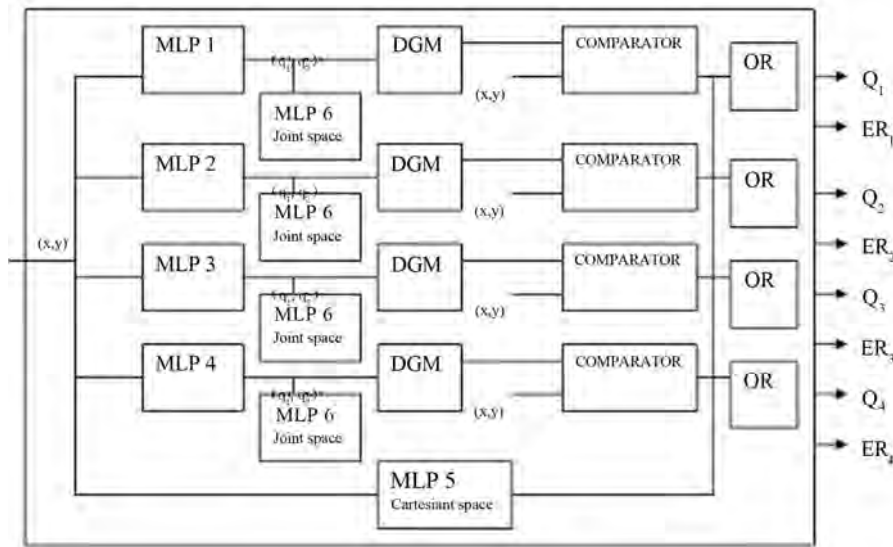 MLP 1
DGM
COMPARATOR
OR
Q1
(x,y)
MLP 6
Joint space
ER1
MLP 2
DGM
COMPARATOR
OR
Q2
(x,y)
MLP 6
Joint space
ER2
(x,y)
MLP 3
DGM
COMPARATOR
OR
Q3
(x,y)
MLP 6
Joint space
ER3
MLP 4
DGM
COMPARATOR
OR
Q4
(x,y)
MLP 6
Joint space
ER4
MLP 5
Cartesiant space